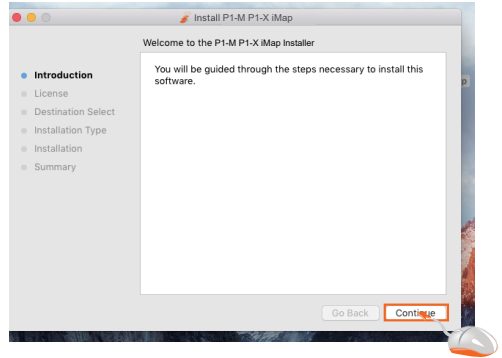 Install P1-M P1-X iMap
Welcome to the P1-M P1-X iMap Installer
Introduction
License
Destination Select
Installation Type
Installation
Summary
You will be guided through the steps necessary to install this
software.
Go Back
Continue